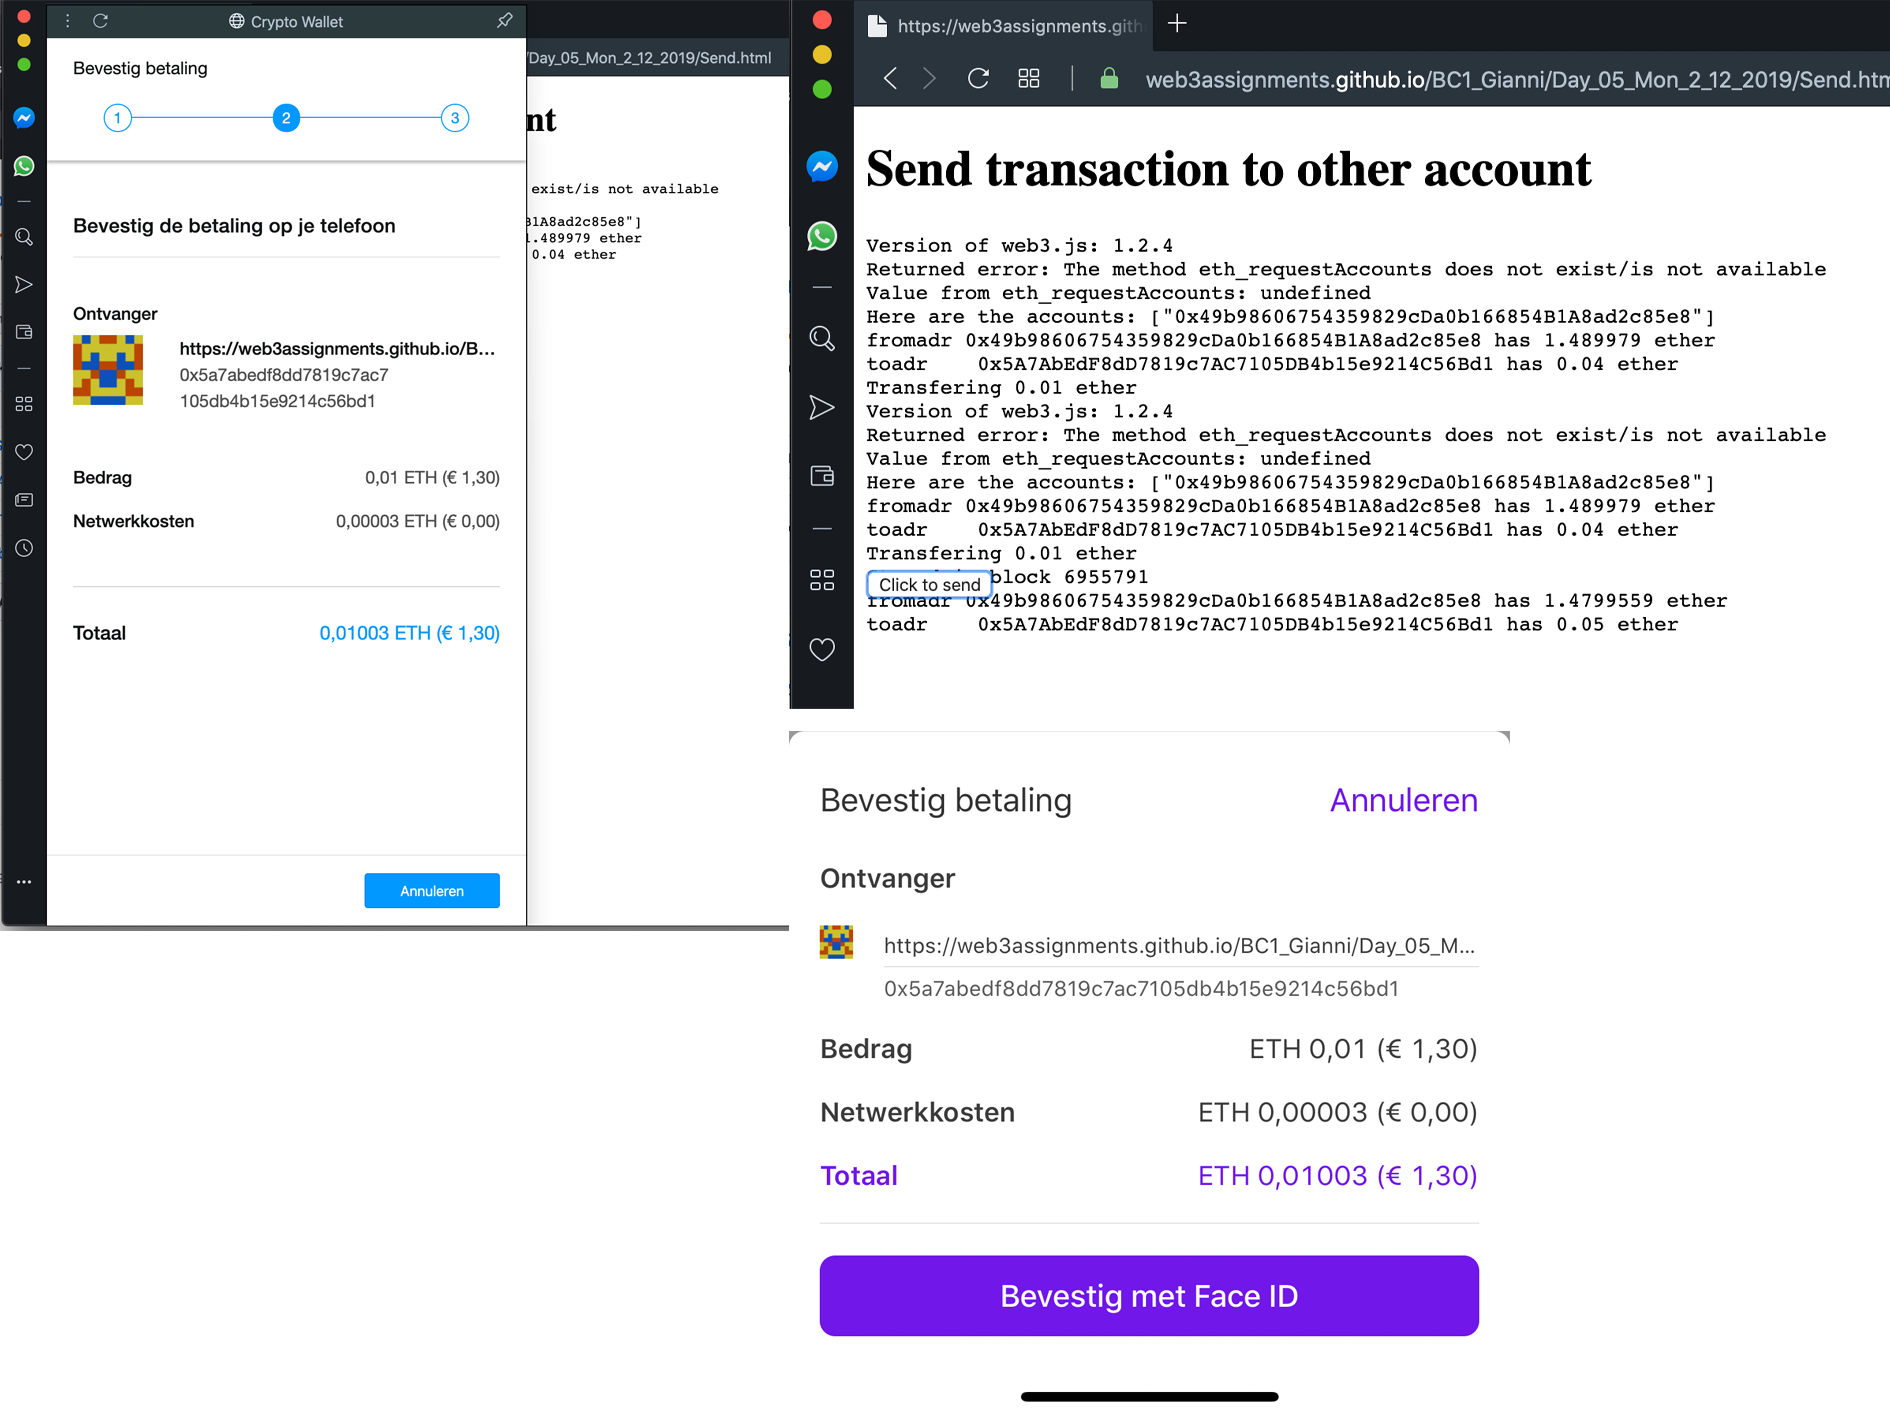 Crypto Wallet
Bevestig betaling
1 2 3
Bevestig de betaling op je telefoon
Ontvanger
https://web3assignments.github.io/B...
0x5a7abedf8dd7819c7ac7
105db4b15e9214c56bd1
Bedrag 0,01 ETH (€ 1,30)
Netwerkkosten 0,00003 ETH (€ 0,00)
Totaal 0,01003 ETH (€ 1,30)
Annuleren
/Day_05_Mon_2_12_2019/Send.html
nt
exist/is not available
B1A8ad2c85e8"]
1.489979 ether
0.04 ether
https://web3assignments.gith
web3assignments.github.io/BC1_Gianni/Day_05_Mon_2_12_2019/Send.htm
Send transaction to other account
Version of web3.js: 1.2.4
Returned error: The method eth_requestAccounts does not exist/is not available
Value from eth_requestAccounts: undefined
Here are the accounts: ["0x49b98606754359829cDa0b166854B1A8ad2c85e8"]
fromadr 0x49b98606754359829cDa0b166854B1A8ad2c85e8 has 1.489979 ether
toadr 0x5A7AbEdF8dD7819c7AC7105DB4b15e9214C56Bd1 has 0.04 ether
Transfering 0.01 ether
Version of web3.js: 1.2.4
Returned error: The method eth_requestAccounts does not exist/is not available
Value from eth_requestAccounts: undefined
Here are the accounts: ["0x49b98606754359829cDa0b166854B1A8ad2c85e8"]
fromadr 0x49b98606754359829cDa0b166854B1A8ad2c85e8 has 1.489979 ether
toadr 0x5A7AbEdF8dD7819c7AC7105DB4b15e9214C56Bd1 has 0.04 ether
Transfering 0.01 ether
block 6955791
Click to send
fromadr 0x49b98606754359829cDa0b166854B1A8ad2c85e8 has 1.4799559 ether
toadr 0x5A7AbEdF8dD7819c7AC7105DB4b15e9214C56Bd1 has 0.05 ether
Bevestig betaling Annuleren
Ontvanger
https://web3assignments.github.io/BC1_Gianni/Day_05_M...
0x5a7abedf8dd7819c7ac7105db4b15e9214c56bd1
Bedrag ETH 0,01 (€ 1,30)
Netwerkkosten ETH 0,00003 (€ 0,00)
Totaal ETH 0,01003 (€ 1,30)
Bevestig met Face ID